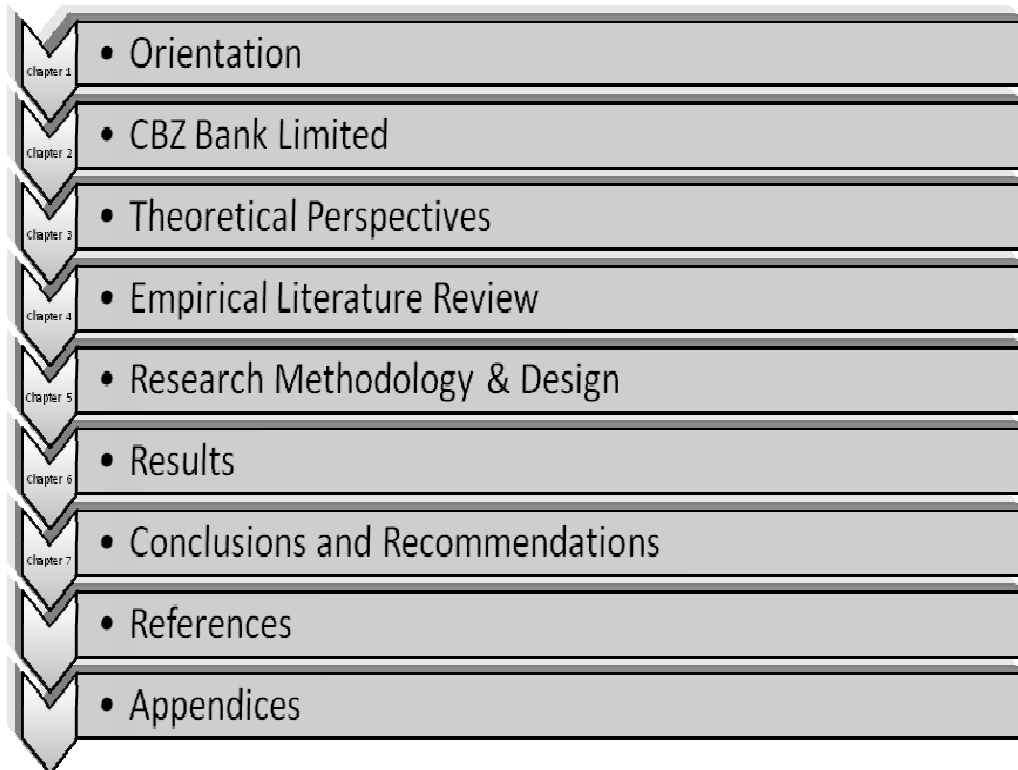 Chapter 1
• Orientation
Chapter 2
• CBZ Bank Limited
Chapter 3
• Theoretical Perspectives
Chapter 4
• Empirical Literature Review
Chapter 5
• Research Methodology & Design
Chapter 6
• Results
Chapter 7
• Conclusions and Recommendations
• References
• Appendices